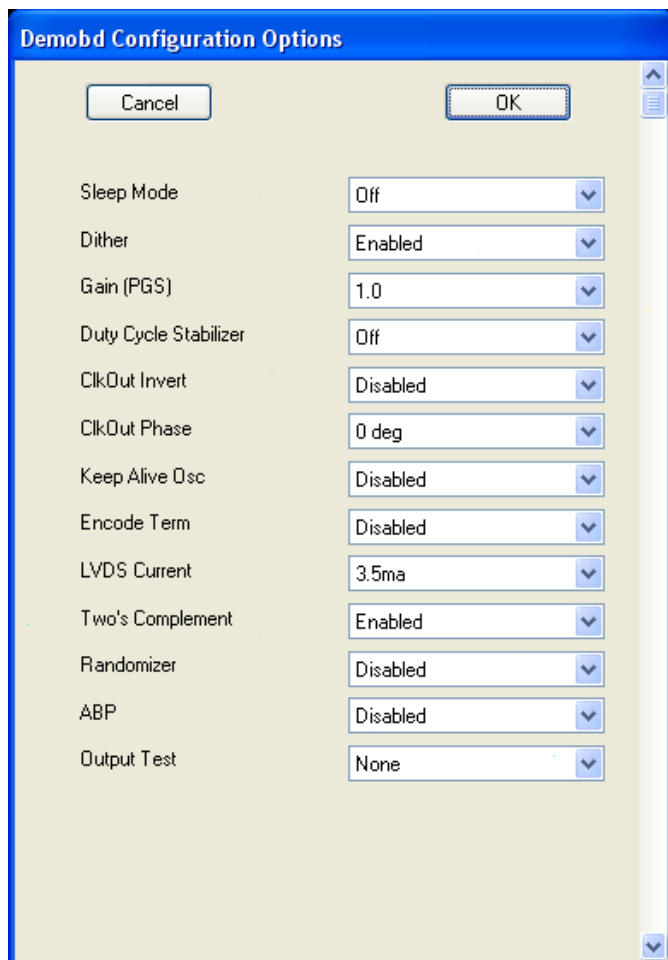 Demobd Configuration Options
Cancel OK
Sleep Mode Off
Dither Enabled
Gain (PGS) 1.0
Duty Cycle Stabilizer Off
ClkOut Invert Disabled
ClkOut Phase 0 deg
Keep Alive Osc Disabled
Encode Term Disabled
LVDS Current 3.5ma
Two's Complement Enabled
Randomizer Disabled
ABP Disabled
Output Test None